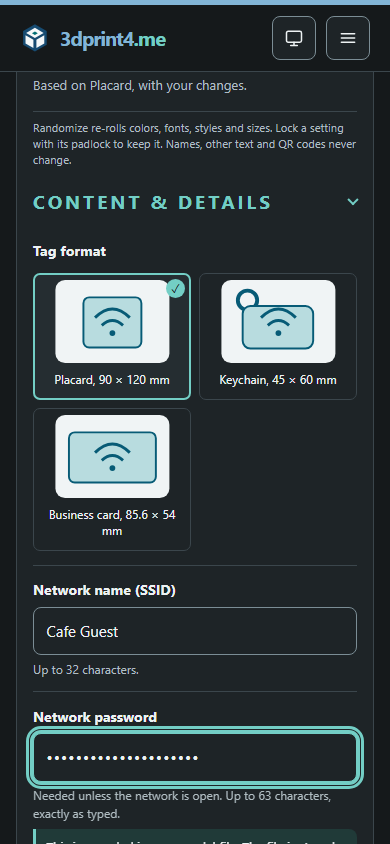 3dprint4.me
Based on Placard, with your changes.
Randomize re-rolls colors, fonts, styles and sizes. Lock a setting
with its padlock to keep it. Names, other text and QR codes never
change.
CONTENT & DETAILS
Tag format
Placard, 90 × 120 mm
Keychain, 45 × 60 mm
Business card, 85.6 × 54
mm
Network name (SSID)
Cafe Guest
Up to 32 characters.
Network password
•••••••••••••••••••••
Needed unless the network is open. Up to 63 characters,
exactly as typed.